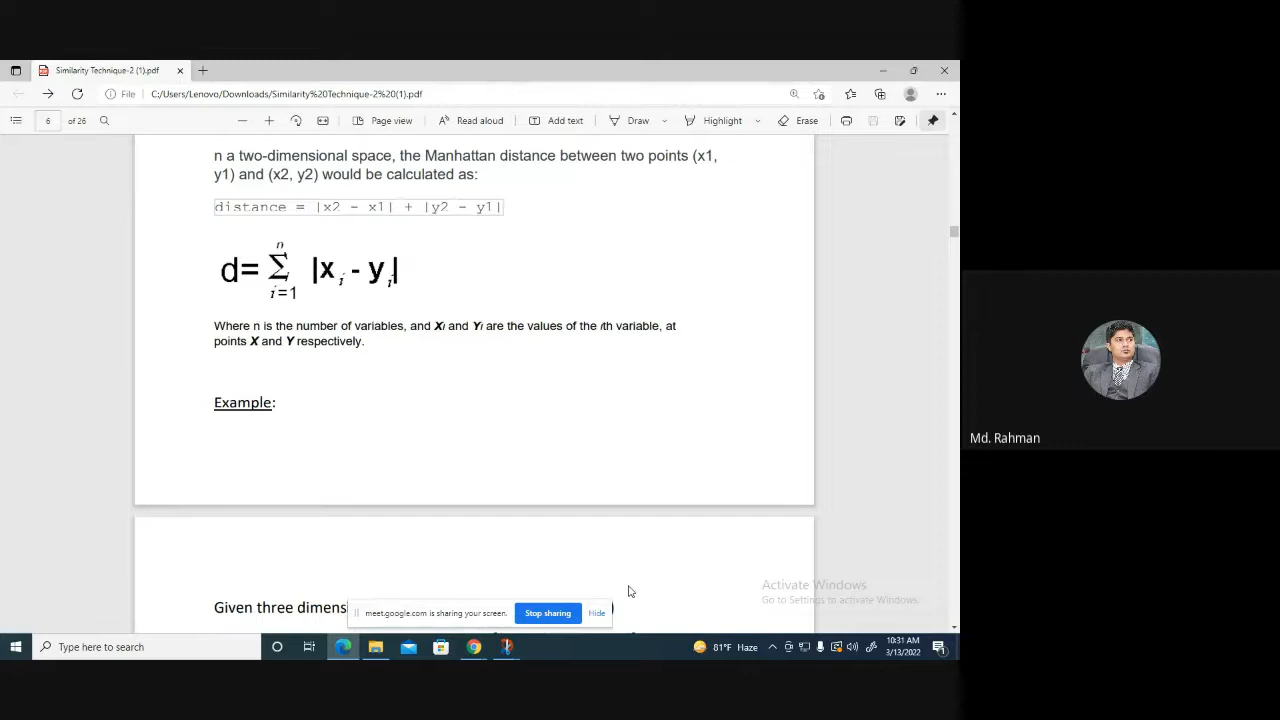 Similarity Technique-2 (1).pdf
File C:/Users/Lenovo/Downloads/Similarity%20Technique-2%20(1).pdf
6 of 26 Page view Read aloud Add text Draw Highlight Erase
n a two-dimensional space, the Manhattan distance between two points (x1,
y1) and (x2, y2) would be calculated as:
distance = |x2 - x1| + |y2 - y1|
n
d= Σ |x i - y i|
i=1
Where n is the number of variables, and Xi and Yi are the values of the ith variable, at
points X and Y respectively.
Example:
Md. Rahman
Activate Windows
Go to Settings to activate Windows.
Given three dimens
meet.google.com is sharing your screen. Stop sharing Hide
Type here to search
81°F Haze
10:31 AM
3/13/2022